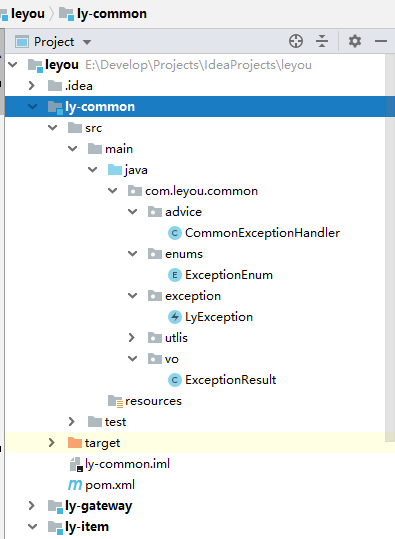 leyou ly-common
Project
leyou E:\Develop\Projects\IdeaProjects\leyou
.idea
ly-common
src
main
java
com.leyou.common
advice
CommonExceptionHandler
enums
ExceptionEnum
exception
LyException
utlis
vo
ExceptionResult
resources
test
target
ly-common.iml
pom.xml
ly-gateway
ly-item